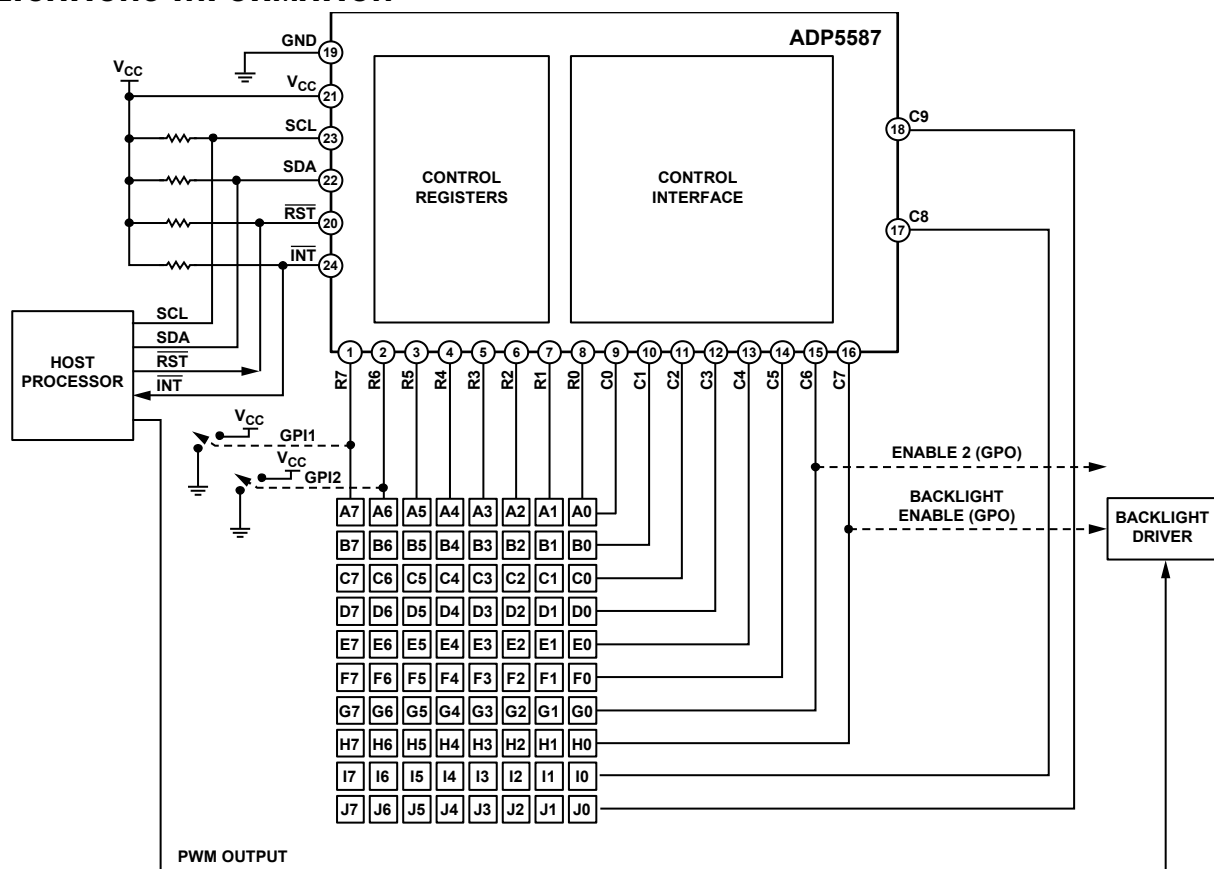 ADP5587
GND
19
VCC
VCC
21
SCL
23
SDA
22
RST
20
INT
24
CONTROL
REGISTERS
CONTROL
INTERFACE
18
C9
17
C8
HOST
PROCESSOR
SCL
SDA
RST
INT
1 2 3 4 5 6 7 8 9 10 11 12 13 14 15 16
R7 R6 R5 R4 R3 R2 R1 R0 C0 C1 C2 C3 C4 C5 C6 C7
VCC
GPI1
VCC
GPI2
ENABLE 2 (GPO)
BACKLIGHT
ENABLE (GPO)
BACKLIGHT
DRIVER
A7 A6 A5 A4 A3 A2 A1 A0
B7 B6 B5 B4 B3 B2 B1 B0
C7 C6 C5 C4 C3 C2 C1 C0
D7 D6 D5 D4 D3 D2 D1 D0
E7 E6 E5 E4 E3 E2 E1 E0
F7 F6 F5 F4 F3 F2 F1 F0
G7 G6 G5 G4 G3 G2 G1 G0
H7 H6 H5 H4 H3 H2 H1 H0
I7 I6 I5 I4 I3 I2 I1 I0
J7 J6 J5 J4 J3 J2 J1 J0
PWM OUTPUT